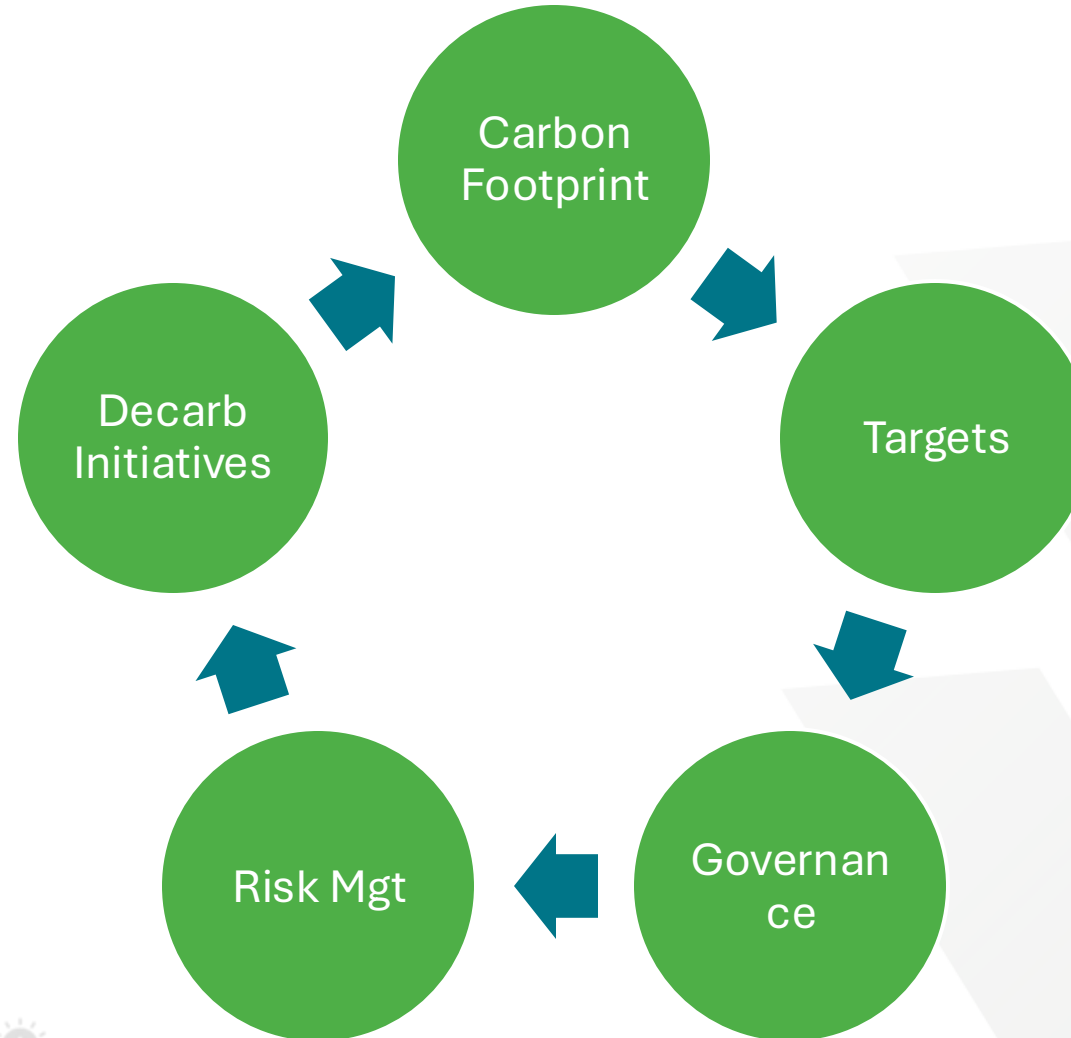 Carbon
Footprint
Targets
Governan
ce
Risk Mgt
Decarb
Initiatives